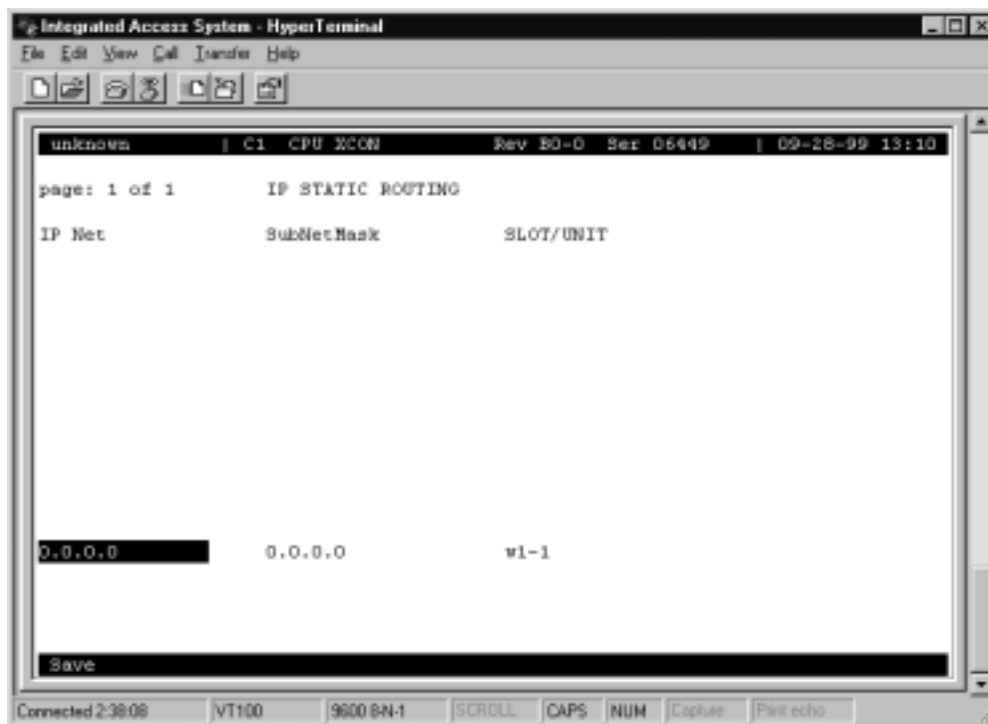 Integrated Access System - HyperTerminal
File Edit View Call Transfer Help
unknown | C1 CPU XCON Rev B0-0 Ser 06449 | 09-28-99 13:10
page: 1 of 1 IP STATIC ROUTING
IP Net SubNetMask SLOT/UNIT
0.0.0.0 0.0.0.0 w1-1
Save
Connected 2:38:08 VT100 9600 8-N-1 SCROLL CAPS NUM Capture Print echo